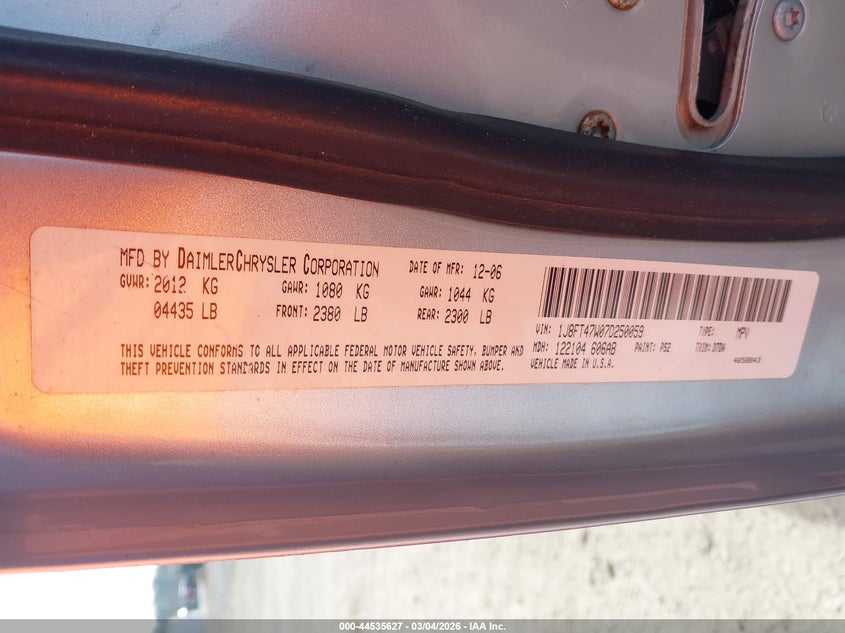 MFD BY DAIMLERCHRYSLER CORPORATION DATE OF MFR: 12-06
GVWR: 2012 KG GAWR: 1080 KG GAWR: 1044 KG
04435 LB FRONT: 2380 LB REAR: 2300 LB
THIS VEHICLE CONFORMS TO ALL APPLICABLE FEDERAL MOTOR VEHICLE SAFETY, BUMPER AND
THEFT PREVENTION STANDARDS IN EFFECT ON THE DATE OF MANUFACTURE SHOWN ABOVE.
VIN: 1J8FT47W07D250059 TYPE: MPV
MDH: 122104 606AB PAINT: PS2 TRIM: D7DA
VEHICLE MADE IN U.S.A. 4658843
000-44535627 - 03/04/2026 - IAA Inc.